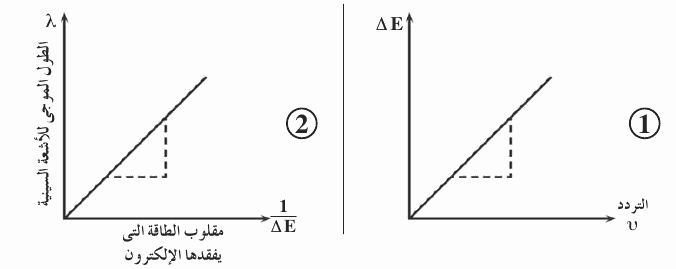 ΔE
①
التردد
υ
λ
الطول الموجى للأشعة السينية
②
1
ΔE
مقلوب الطاقة التى
يفقدها الإلكترون